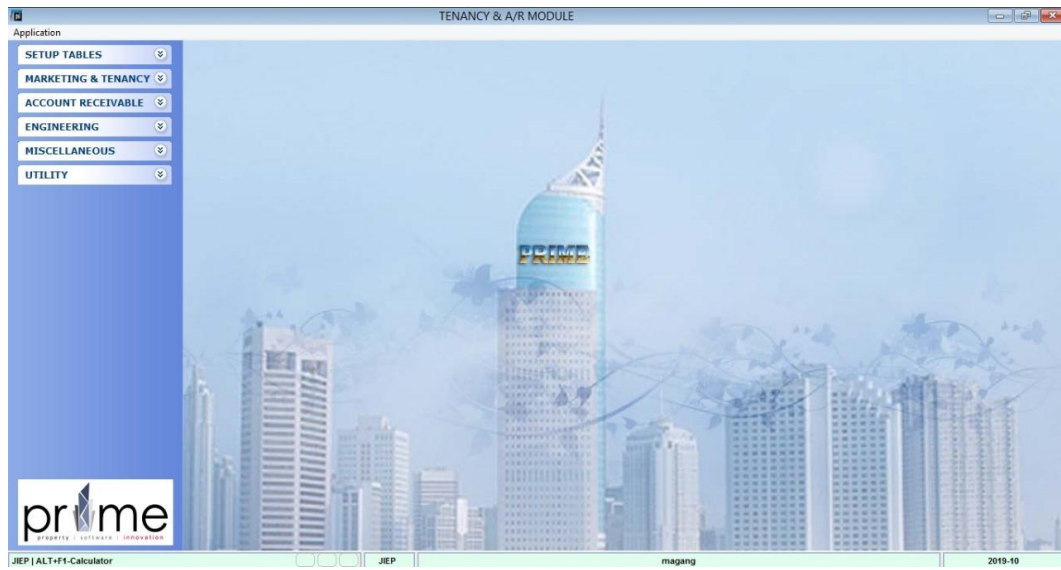 TENANCY & A/R MODULE
Application
SETUP TABLES
MARKETING & TENANCY
ACCOUNT RECEIVABLE
ENGINEERING
MISCELLANEOUS
UTILITY
PRIME
prime
property | software | innovation
JIEP | ALT+F1-Calculator
JIEP
magang
2019-10